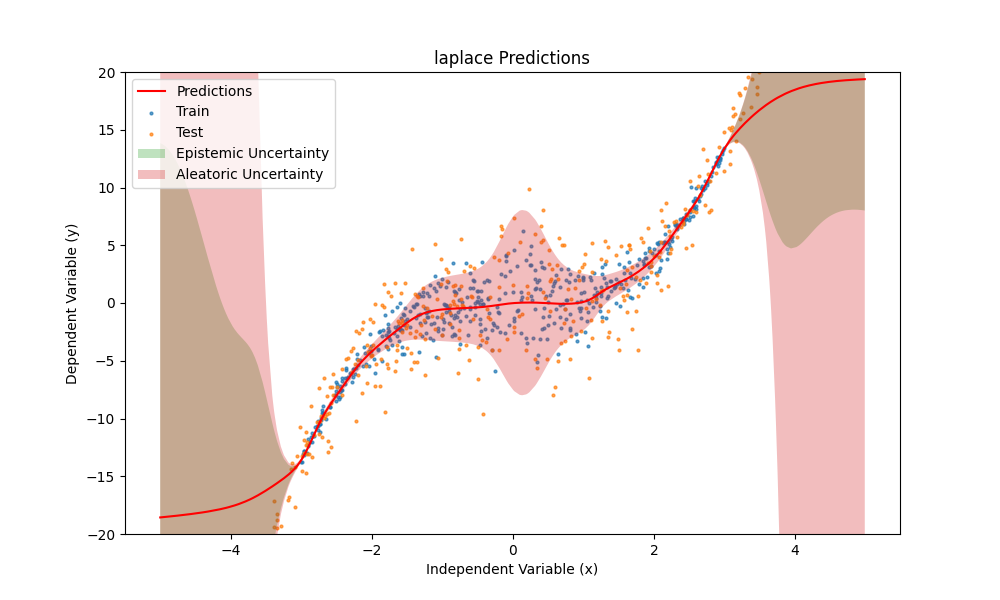 laplace Predictions
20
15
10
5
0
−5
−10
−15
−20
Dependent Variable (y)
Predictions
Train
Test
Epistemic Uncertainty
Aleatoric Uncertainty
−4
−2
0
2
4
Independent Variable (x)